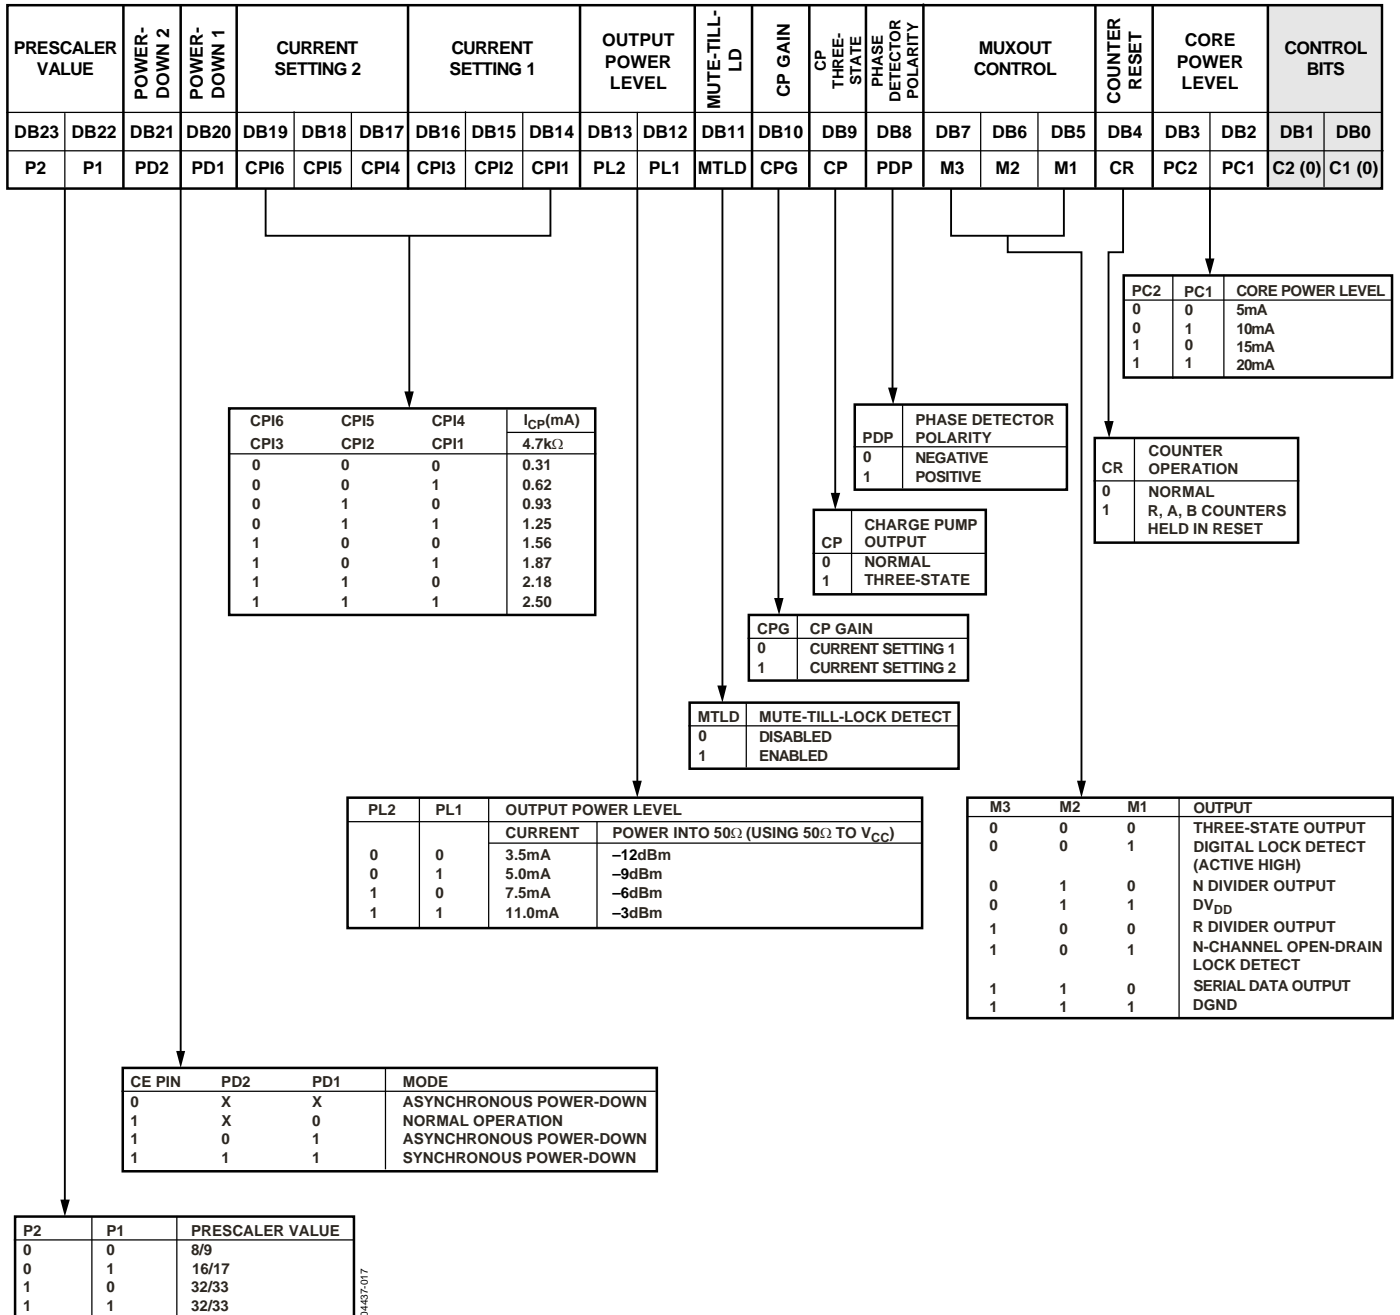 PRESCALER VALUE
POWER-DOWN 2
POWER-DOWN 1
CURRENT SETTING 2
CURRENT SETTING 1
OUTPUT POWER LEVEL
MUTE-TILL-LD
CP GAIN
CP THREE-STATE
PHASE DETECTOR POLARITY
MUXOUT CONTROL
COUNTER RESET
CORE POWER LEVEL
CONTROL BITS
DB23 DB22 DB21 DB20 DB19 DB18 DB17 DB16 DB15 DB14 DB13 DB12 DB11 DB10 DB9 DB8 DB7 DB6 DB5 DB4 DB3 DB2 DB1 DB0
P2 P1 PD2 PD1 CPI6 CPI5 CPI4 CPI3 CPI2 CPI1 PL2 PL1 MTLD CPG CP PDP M3 M2 M1 CR PC2 PC1 C2 (0) C1 (0)
PC2 PC1 CORE POWER LEVEL
0 0 5mA
0 1 10mA
1 0 15mA
1 1 20mA
CPI6 CPI5 CPI4 ICP(mA)
CPI3 CPI2 CPI1 4.7kΩ
0 0 0 0.31
0 0 1 0.62
0 1 0 0.93
0 1 1 1.25
1 0 0 1.56
1 0 1 1.87
1 1 0 2.18
1 1 1 2.50
PHASE DETECTOR
PDP POLARITY
0 NEGATIVE
1 POSITIVE
COUNTER
CR OPERATION
0 NORMAL
1 R, A, B COUNTERS
HELD IN RESET
CHARGE PUMP
CP OUTPUT
0 NORMAL
1 THREE-STATE
CPG CP GAIN
0 CURRENT SETTING 1
1 CURRENT SETTING 2
MTLD MUTE-TILL-LOCK DETECT
0 DISABLED
1 ENABLED
PL2 PL1 OUTPUT POWER LEVEL
CURRENT POWER INTO 50Ω (USING 50Ω TO VCC)
0 0 3.5mA –12dBm
0 1 5.0mA –9dBm
1 0 7.5mA –6dBm
1 1 11.0mA –3dBm
M3 M2 M1 OUTPUT
0 0 0 THREE-STATE OUTPUT
0 0 1 DIGITAL LOCK DETECT
(ACTIVE HIGH)
0 1 0 N DIVIDER OUTPUT
0 1 1 DVDD
1 0 0 R DIVIDER OUTPUT
1 0 1 N-CHANNEL OPEN-DRAIN
LOCK DETECT
1 1 0 SERIAL DATA OUTPUT
1 1 1 DGND
CE PIN PD2 PD1 MODE
0 X X ASYNCHRONOUS POWER-DOWN
1 X 0 NORMAL OPERATION
1 0 1 ASYNCHRONOUS POWER-DOWN
1 1 1 SYNCHRONOUS POWER-DOWN
P2 P1 PRESCALER VALUE
0 0 8/9
0 1 16/17
1 0 32/33
1 1 32/33
04437-017